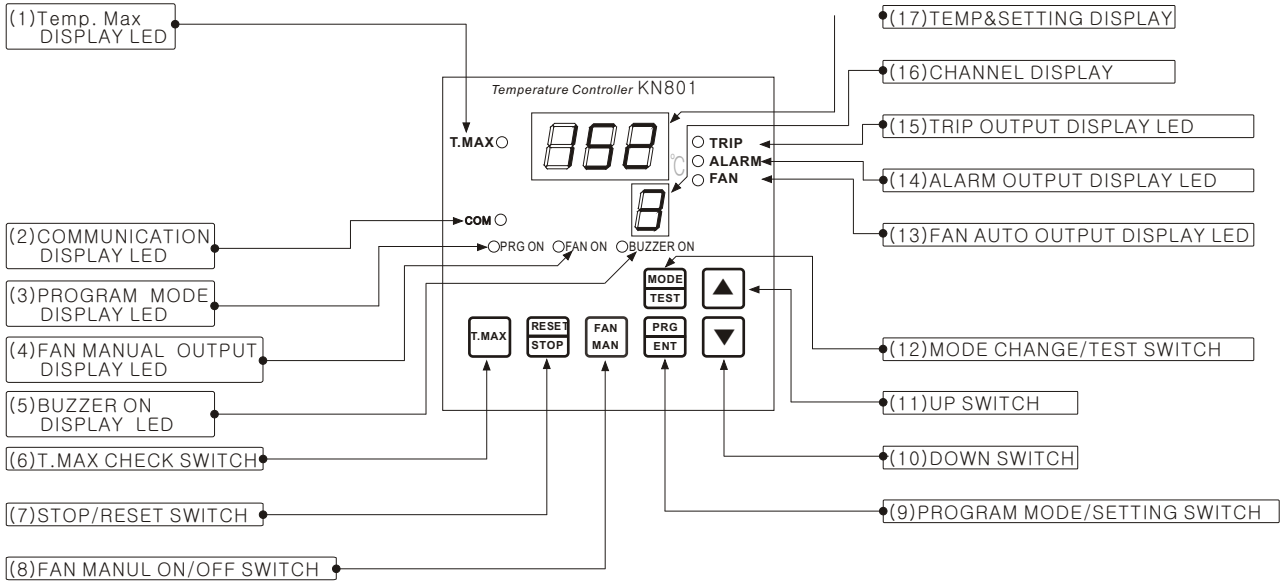 (1)Temp. Max
DISPLAY LED
(2)COMMUNICATION
DISPLAY LED
(3)PROGRAM MODE
DISPLAY LED
(4)FAN MANUAL OUTPUT
DISPLAY LED
(5)BUZZER ON
DISPLAY LED
(6)T.MAX CHECK SWITCH
(7)STOP/RESET SWITCH
(8)FAN MANUL ON/OFF SWITCH
Temperature Controller KN801
T.MAX
152
°C
TRIP
ALARM
FAN
3
COM
PRG ON FAN ON BUZZER ON
MODE
TEST
▲
T.MAX
RESET
STOP
FAN
MAN
PRG
ENT
▼
(17)TEMP&SETTING DISPLAY
(16)CHANNEL DISPLAY
(15)TRIP OUTPUT DISPLAY LED
(14)ALARM OUTPUT DISPLAY LED
(13)FAN AUTO OUTPUT DISPLAY LED
(12)MODE CHANGE/TEST SWITCH
(11)UP SWITCH
(10)DOWN SWITCH
(9)PROGRAM MODE/SETTING SWITCH